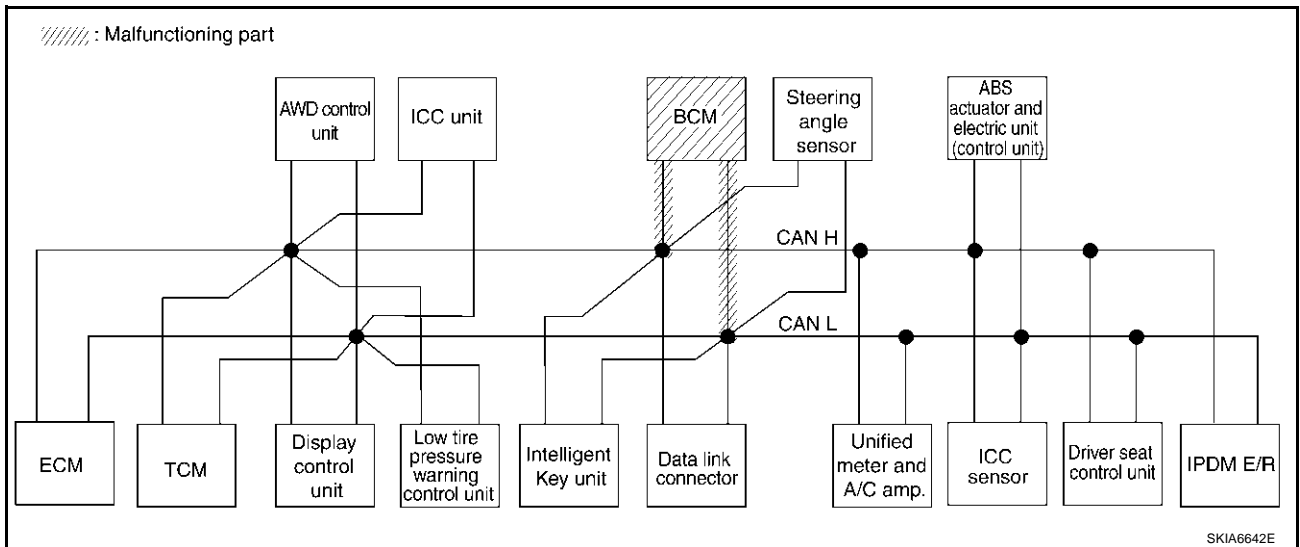 : Malfunctioning part
AWD control
unit
ICC unit
BCM
Steering
angle
sensor
ABS
actuator and
electric unit
(control unit)
CAN H
CAN L
ECM
TCM
Display
control
unit
Low tire
pressure
warning
control unit
Intelligent
Key unit
Data link
connector
Unified
meter and
A/C amp.
ICC
sensor
Driver seat
control unit
IPDM E/R
SKIA6642E